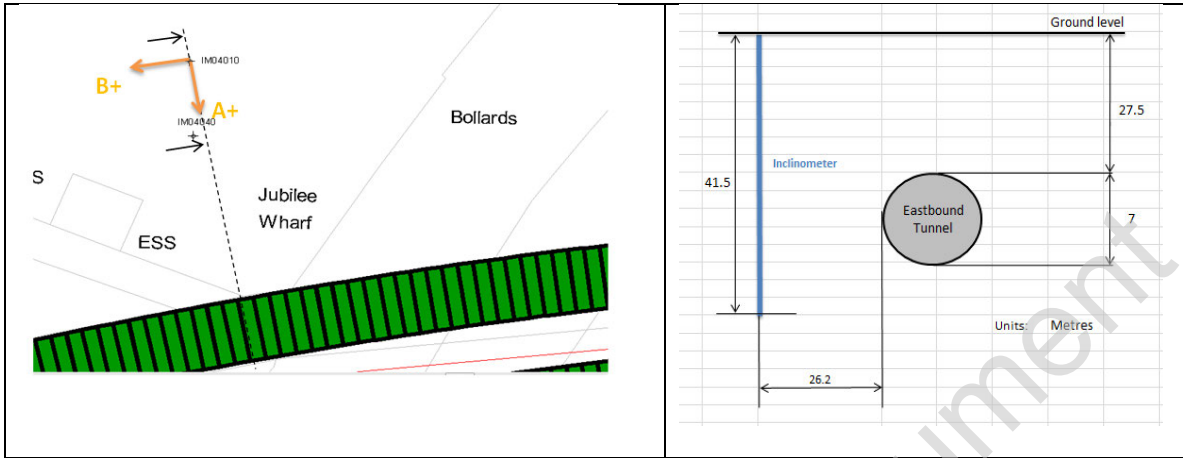 B+
IM04010
A+
IM04040
S
ESS
Jubilee
Wharf
Bollards
Ground level
27.5
Inclinometer
41.5
Eastbound
Tunnel
7
Units: Metres
26.2
ument